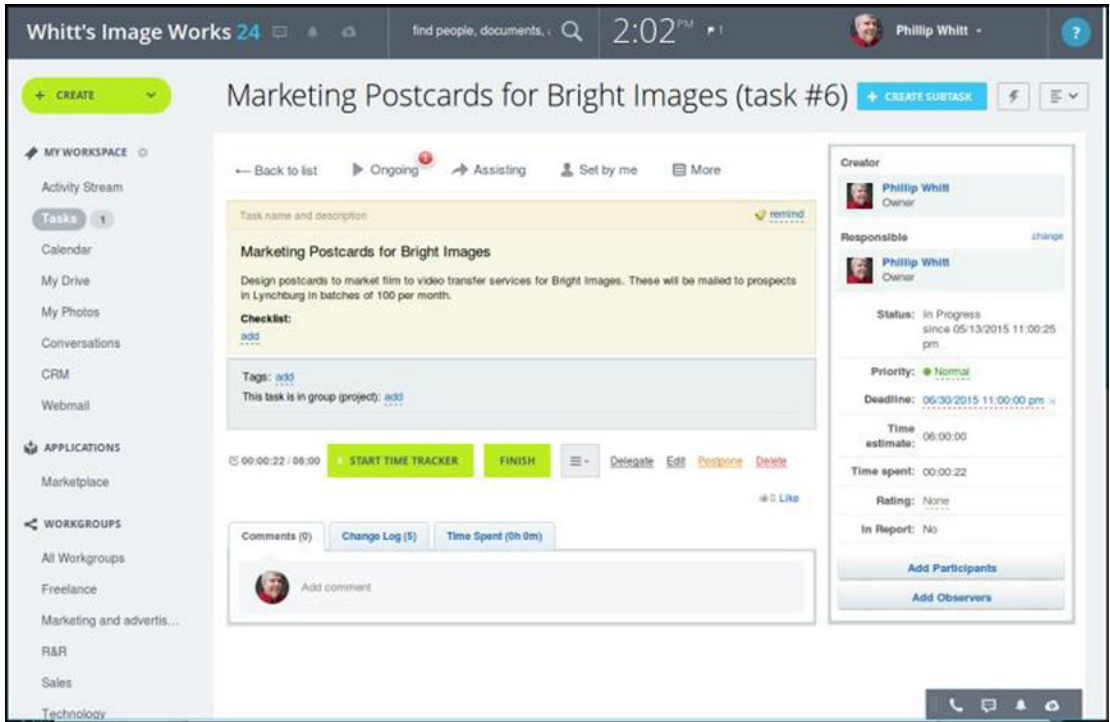 Whitt's Image Works 24
find people, documents, 
2:02 PM
1
Phillip Whitt
?
+ CREATE
Marketing Postcards for Bright Images (task #6)
+ CREATE SUBTASK
MY WORKSPACE
Activity Stream
Tasks 1
Calendar
My Drive
My Photos
Conversations
CRM
Webmail
APPLICATIONS
Marketplace
WORKGROUPS
All Workgroups
Freelance
Marketing and advertis...
R&R
Sales
Technology
← Back to list
Ongoing 1
Assisting
Set by me
More
Task name and description
remind
Marketing Postcards for Bright Images
Design postcards to market film to video transfer services for Bright Images. These will be mailed to prospects
in Lynchburg in batches of 100 per month.
Checklist:
add
Tags: add
This task is in group (project): add
00:00:22 / 06:00
START TIME TRACKER
FINISH
Delegate
Edit
Postpone
Delete
0 Like
Comments (0)
Change Log (5)
Time Spent (0h 0m)
Add comment
Creator
Phillip Whitt
Owner
Responsible
change
Phillip Whitt
Owner
Status: In Progress
since 05/13/2015 11:00:25
pm
Priority: Normal
Deadline: 06/30/2015 11:00:00 pm ×
Time
estimate: 06:00:00
Time spent: 00:00:22
Rating: None
In Report: No
Add Participants
Add Observers